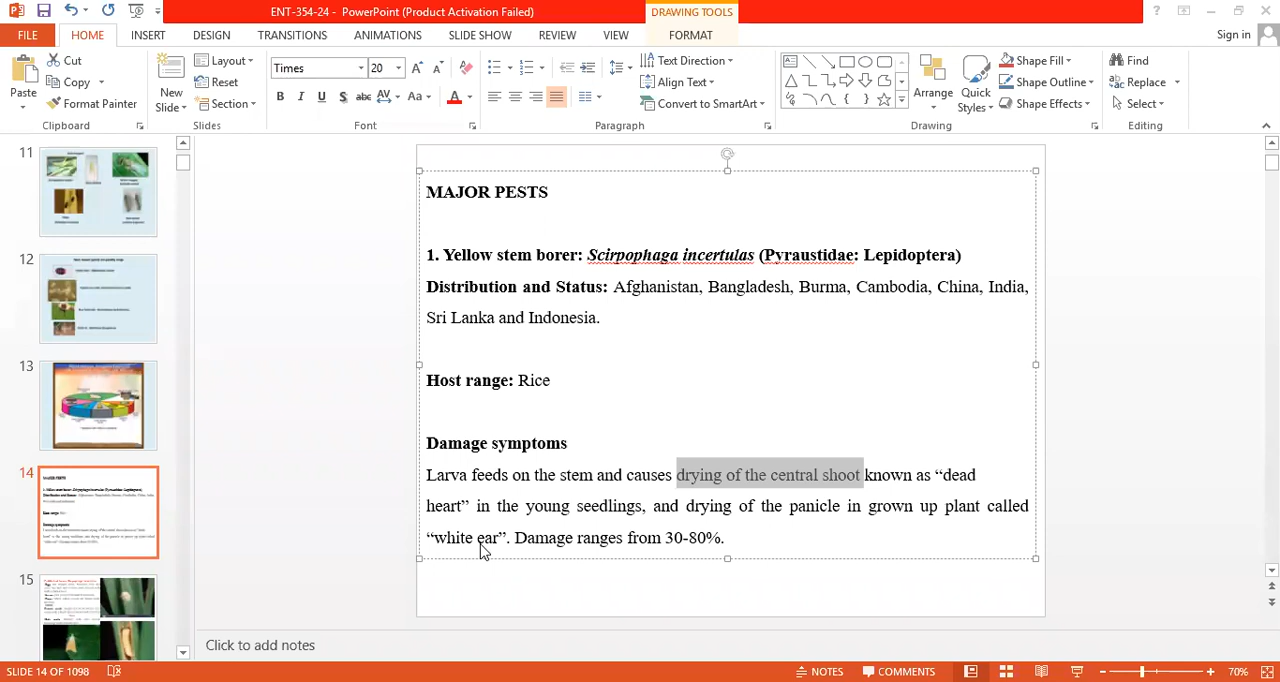 ENT-354-24 - PowerPoint (Product Activation Failed)
DRAWING TOOLS
FILE HOME INSERT DESIGN TRANSITIONS ANIMATIONS SLIDE SHOW REVIEW VIEW FORMAT
Sign in
Paste
Cut
Copy
Format Painter
Clipboard
New Slide
Layout
Reset
Section
Slides
Times 20
B I U S abc AV Aa A
Font
Paragraph
Text Direction
Align Text
Convert to SmartArt
Arrange
Quick Styles
Shape Fill
Shape Outline
Shape Effects
Drawing
Find
Replace
Select
Editing
11
12
13
14
15
MAJOR PESTS
1. Yellow stem borer: Scirpophaga incertulas (Pyraustidae: Lepidoptera)
Distribution and Status: Afghanistan, Bangladesh, Burma, Cambodia, China, India,
Sri Lanka and Indonesia.
Host range: Rice
Damage symptoms
Larva feeds on the stem and causes drying of the central shoot known as “dead
heart” in the young seedlings, and drying of the panicle in grown up plant called
“white ear”. Damage ranges from 30-80%.
Click to add notes
SLIDE 14 OF 1098
NOTES
COMMENTS
70%